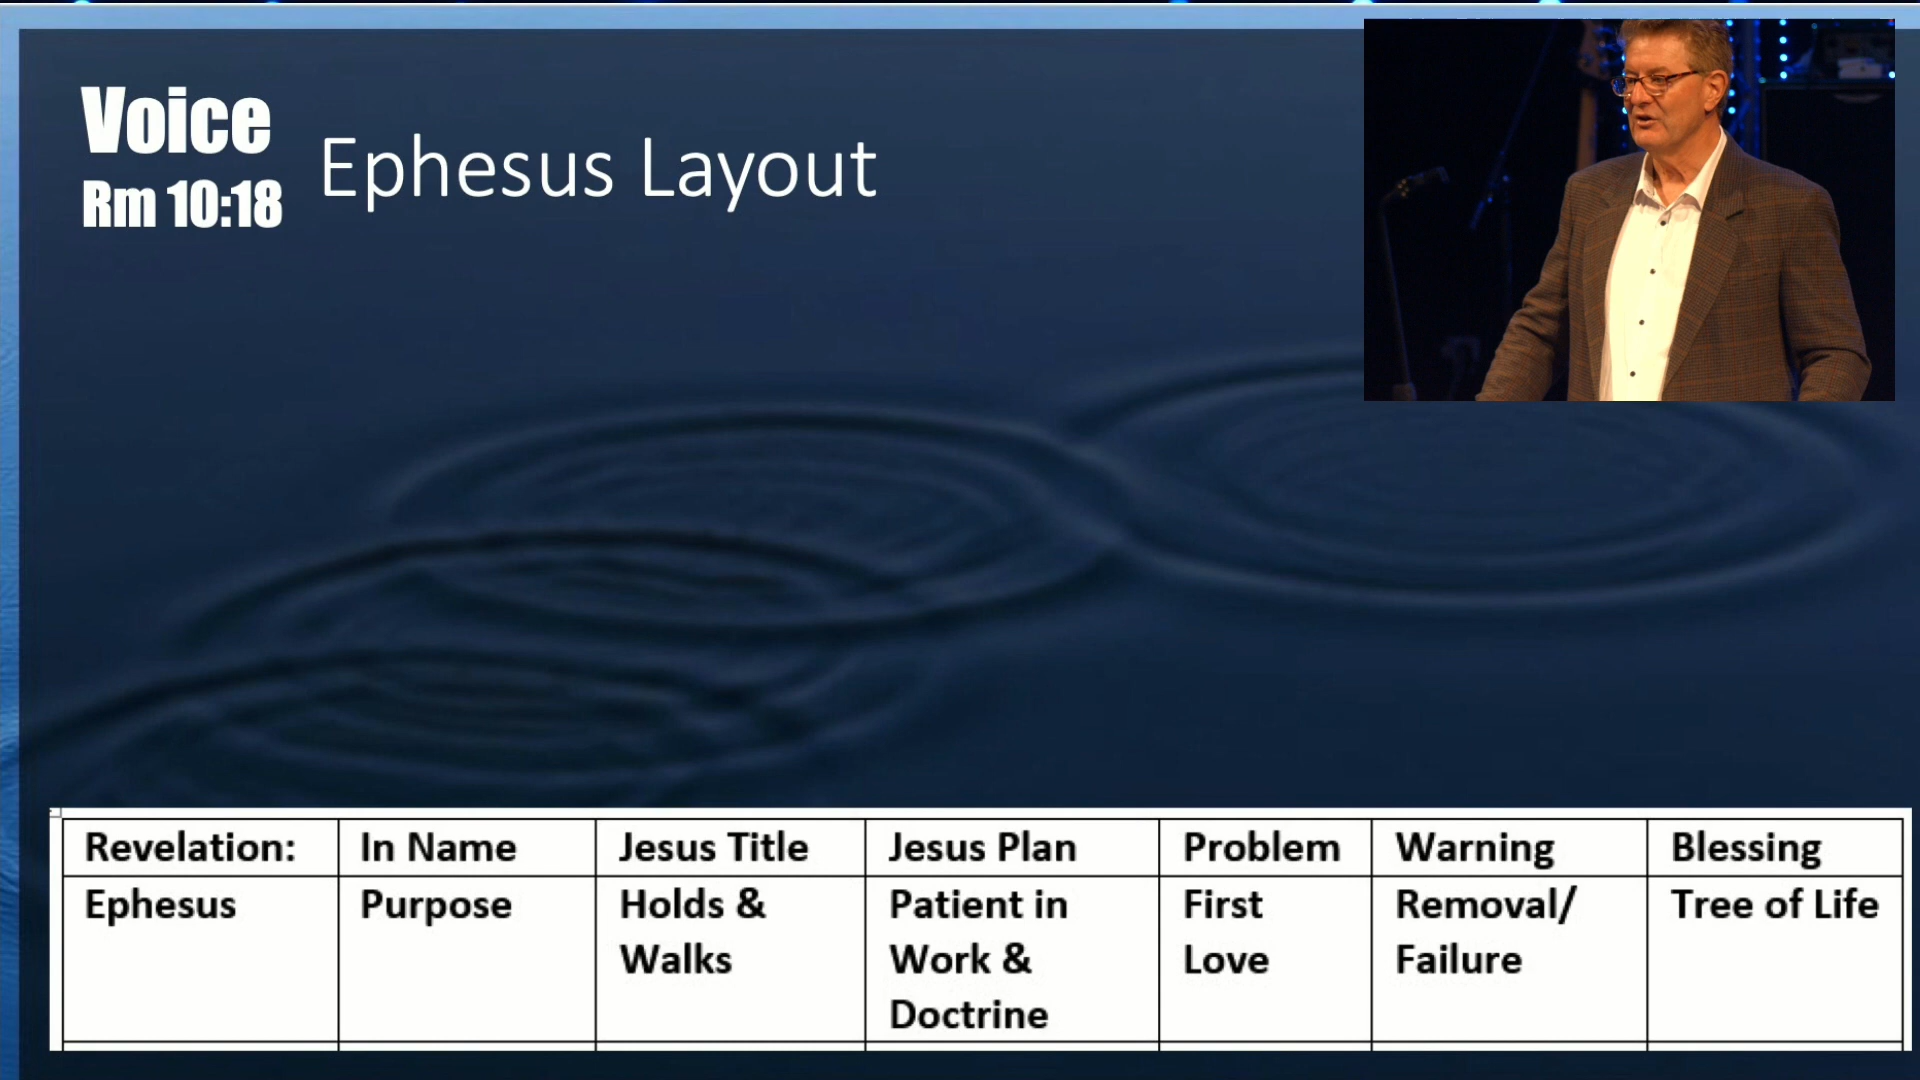 Voice
Rm 10:18
Ephesus Layout
Revelation: In Name Jesus Title Jesus Plan Problem Warning Blessing
Ephesus Purpose Holds & Patient in First Removal/ Tree of Life
Walks Work & Love Failure
Doctrine